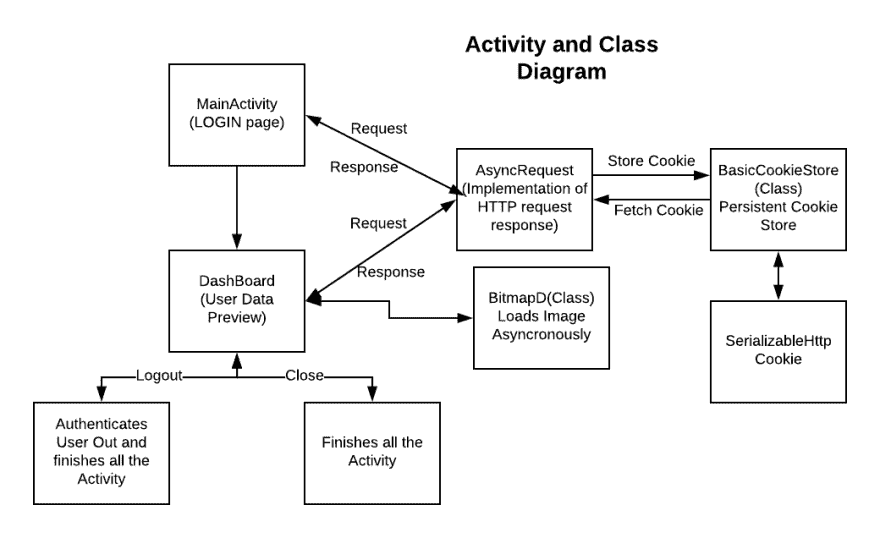 Activity and Class
Diagram
MainActivity
(LOGIN page)
Request
Response
AsyncRequest
(Implementation of
HTTP request
response)
Store Cookie
Fetch Cookie
BasicCookieStore
(Class)
Persistent Cookie
Store
Request
Response
DashBoard
(User Data
Preview)
BitmapD(Class)
Loads Image
Asyncronously
SerializableHttp
Cookie
Logout
Close
Authenticates
User Out and
finishes all the
Activity
Finishes all the
Activity